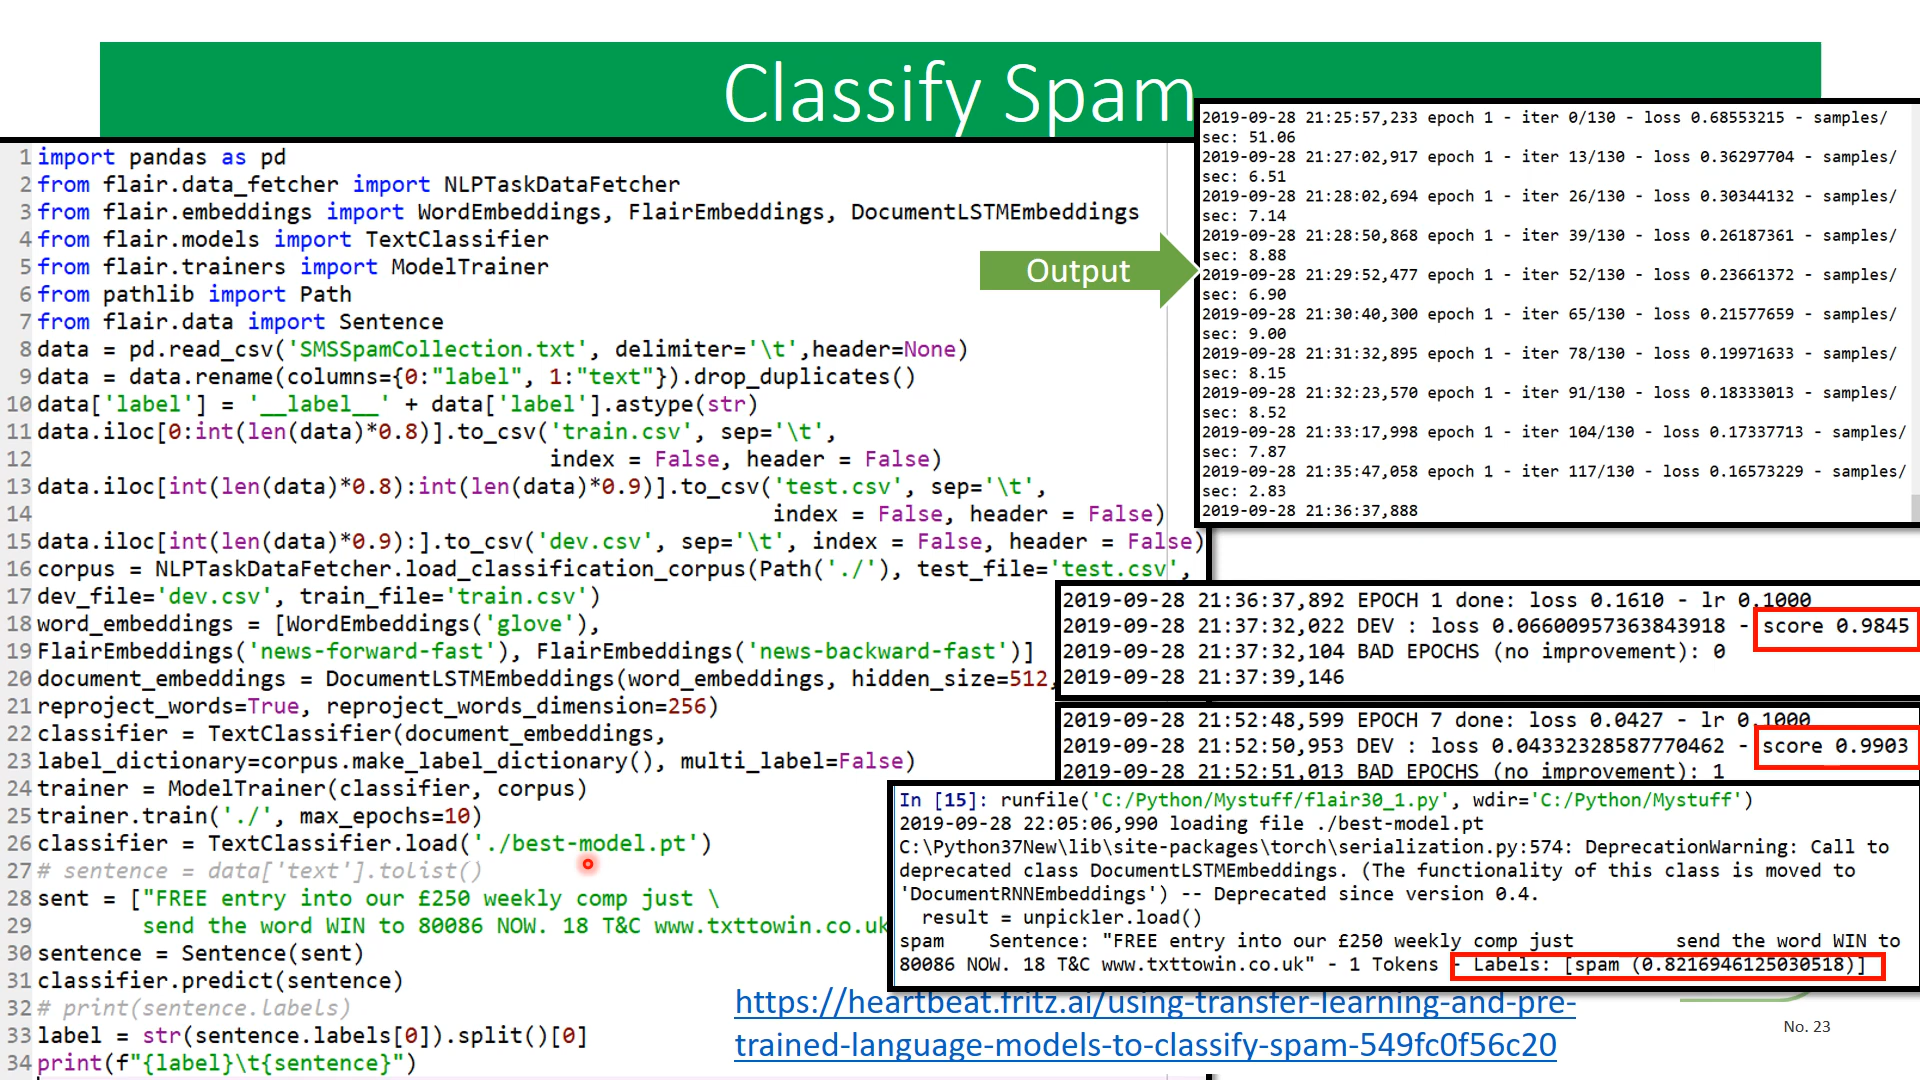 Classify Spam
1 import pandas as pd
2 from flair.data_fetcher import NLPTaskDataFetcher
3 from flair.embeddings import WordEmbeddings, FlairEmbeddings, DocumentLSTMEmbeddings
4 from flair.models import TextClassifier
5 from flair.trainers import ModelTrainer
6 from pathlib import Path
7 from flair.data import Sentence
8 data = pd.read_csv('SMSSpamCollection.txt', delimiter='\t',header=None)
9 data = data.rename(columns={0:"label", 1:"text"}).drop_duplicates()
10 data['label'] = '__label__' + data['label'].astype(str)
11 data.iloc[0:int(len(data)*0.8)].to_csv('train.csv', sep='\t',
12 index = False, header = False)
13 data.iloc[int(len(data)*0.8):int(len(data)*0.9)].to_csv('test.csv', sep='\t',
14 index = False, header = False)
15 data.iloc[int(len(data)*0.9):].to_csv('dev.csv', sep='\t', index = False, header = False)
16 corpus = NLPTaskDataFetcher.load_classification_corpus(Path('./'), test_file='test.csv',
17 dev_file='dev.csv', train_file='train.csv')
18 word_embeddings = [WordEmbeddings('glove'),
19 FlairEmbeddings('news-forward-fast'), FlairEmbeddings('news-backward-fast')]
20 document_embeddings = DocumentLSTMEmbeddings(word_embeddings, hidden_size=512,
21 reproject_words=True, reproject_words_dimension=256)
22 classifier = TextClassifier(document_embeddings,
23 label_dictionary=corpus.make_label_dictionary(), multi_label=False)
24 trainer = ModelTrainer(classifier, corpus)
25 trainer.train('./', max_epochs=10)
26 classifier = TextClassifier.load('./best-model.pt')
27 # sentence = data['text'].tolist()
28 sent = ["FREE entry into our £250 weekly comp just \
29 send the word WIN to 80086 NOW. 18 T&C www.txttowin.co.uk
30 sentence = Sentence(sent)
31 classifier.predict(sentence)
32 # print(sentence.labels)
33 label = str(sentence.labels[0]).split()[0]
34 print(f"{label}\t{sentence}")
Output
2019-09-28 21:25:57,233 epoch 1 - iter 0/130 - loss 0.68553215 - samples/
sec: 51.06
2019-09-28 21:27:02,917 epoch 1 - iter 13/130 - loss 0.36297704 - samples/
sec: 6.51
2019-09-28 21:28:02,694 epoch 1 - iter 26/130 - loss 0.30344132 - samples/
sec: 7.14
2019-09-28 21:28:50,868 epoch 1 - iter 39/130 - loss 0.26187361 - samples/
sec: 8.88
2019-09-28 21:29:52,477 epoch 1 - iter 52/130 - loss 0.23661372 - samples/
sec: 6.90
2019-09-28 21:30:40,300 epoch 1 - iter 65/130 - loss 0.21577659 - samples/
sec: 9.00
2019-09-28 21:31:32,895 epoch 1 - iter 78/130 - loss 0.19971633 - samples/
sec: 8.15
2019-09-28 21:32:23,570 epoch 1 - iter 91/130 - loss 0.18333013 - samples/
sec: 8.52
2019-09-28 21:33:17,998 epoch 1 - iter 104/130 - loss 0.17337713 - samples/
sec: 7.87
2019-09-28 21:35:47,058 epoch 1 - iter 117/130 - loss 0.16573229 - samples/
sec: 2.83
2019-09-28 21:36:37,888
2019-09-28 21:36:37,892 EPOCH 1 done: loss 0.1610 - lr 0.1000
2019-09-28 21:37:32,022 DEV : loss 0.06600957363843918 - score 0.9845
2019-09-28 21:37:32,104 BAD EPOCHS (no improvement): 0
2019-09-28 21:37:39,146
2019-09-28 21:52:48,599 EPOCH 7 done: loss 0.0427 - lr 0.1000
2019-09-28 21:52:50,953 DEV : loss 0.04332328587770462 - score 0.9903
2019-09-28 21:52:51,013 BAD EPOCHS (no improvement): 1
In [15]: runfile('C:/Python/Mystuff/flair30_1.py', wdir='C:/Python/Mystuff')
2019-09-28 22:05:06,990 loading file ./best-model.pt
C:\Python37New\lib\site-packages\torch\serialization.py:574: DeprecationWarning: Call to
deprecated class DocumentLSTMEmbeddings. (The functionality of this class is moved to
'DocumentRNNEmbeddings') -- Deprecated since version 0.4.
result = unpickler.load()
spam Sentence: "FREE entry into our £250 weekly comp just send the word WIN to
80086 NOW. 18 T&C www.txttowin.co.uk" - 1 Tokens - Labels: [spam (0.8216946125030518)]
https://heartbeat.fritz.ai/using-transfer-learning-and-pre-
trained-language-models-to-classify-spam-549fc0f56c20
No. 23